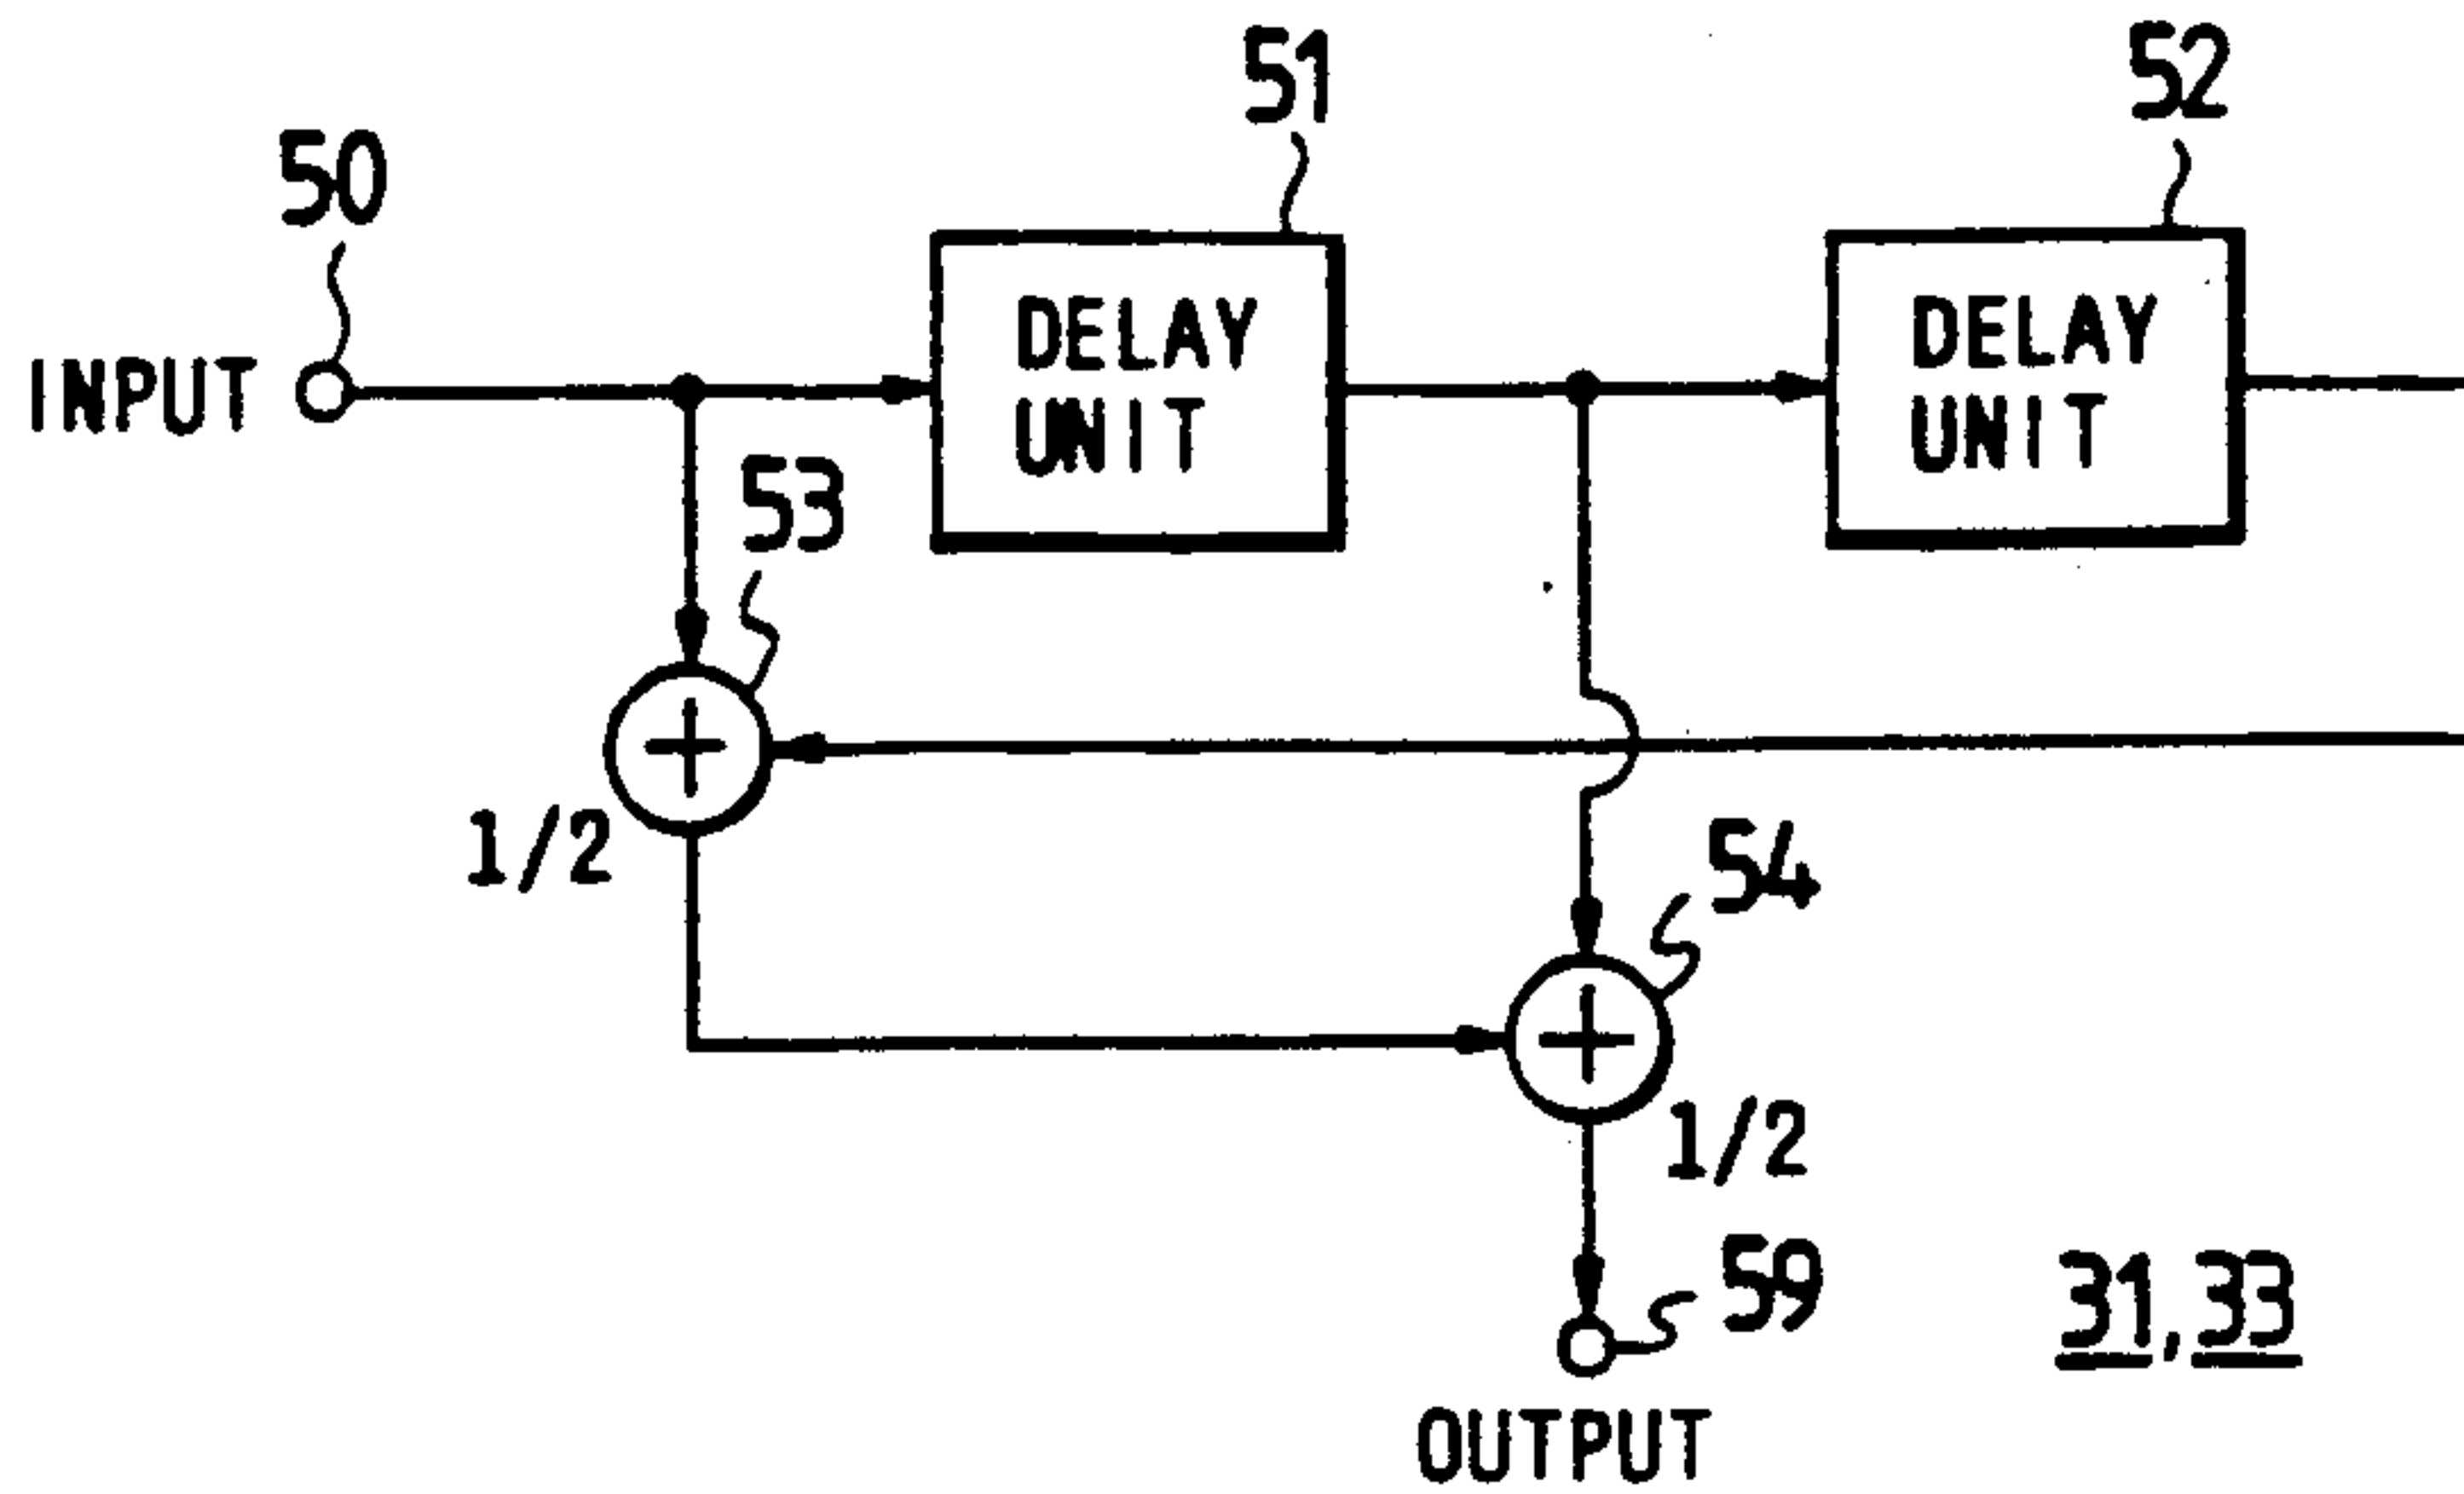 51
52
50
DELAY
UNIT
DELAY
UNIT
INPUT
53
1/2
54
1/2
59
31,33
OUTPUT